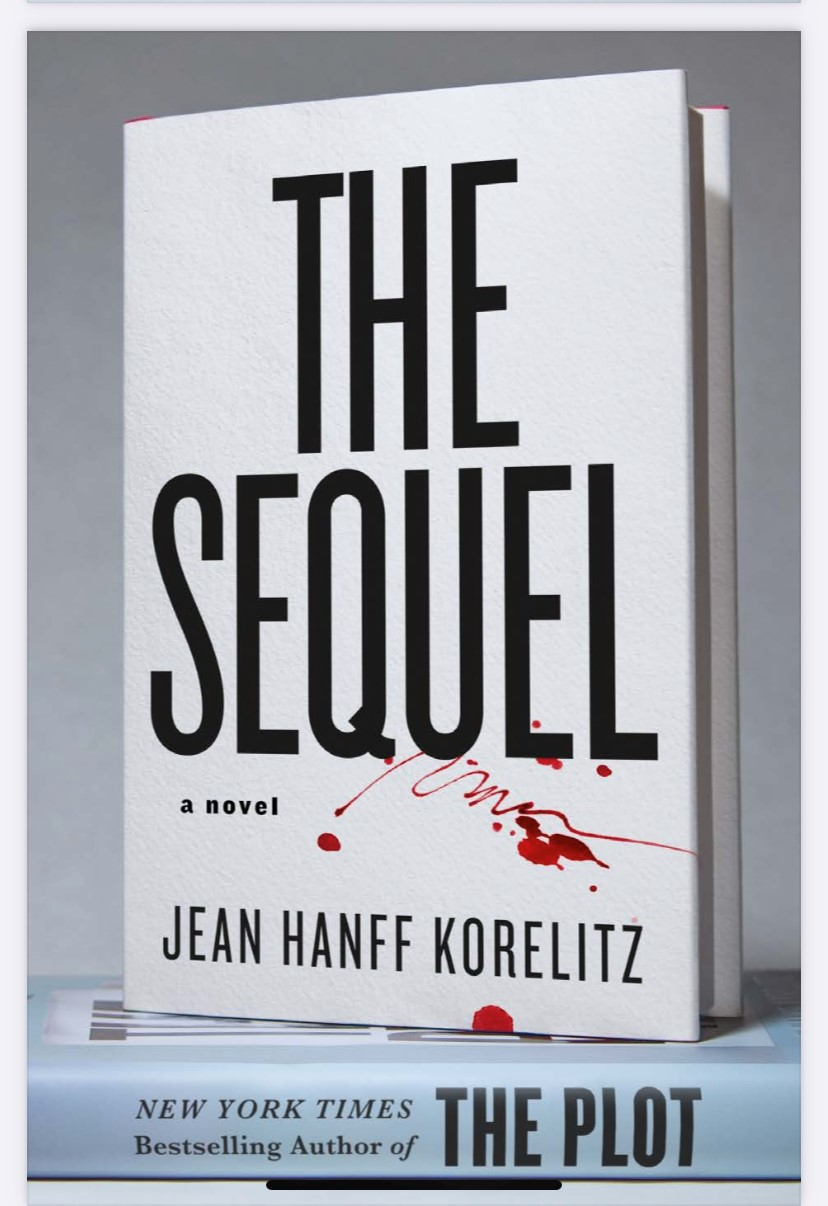 THE
SEQUEL
a novel
JEAN HANFF KORELITZ
NEW YORK TIMES
Bestselling Author of
THE PLOT